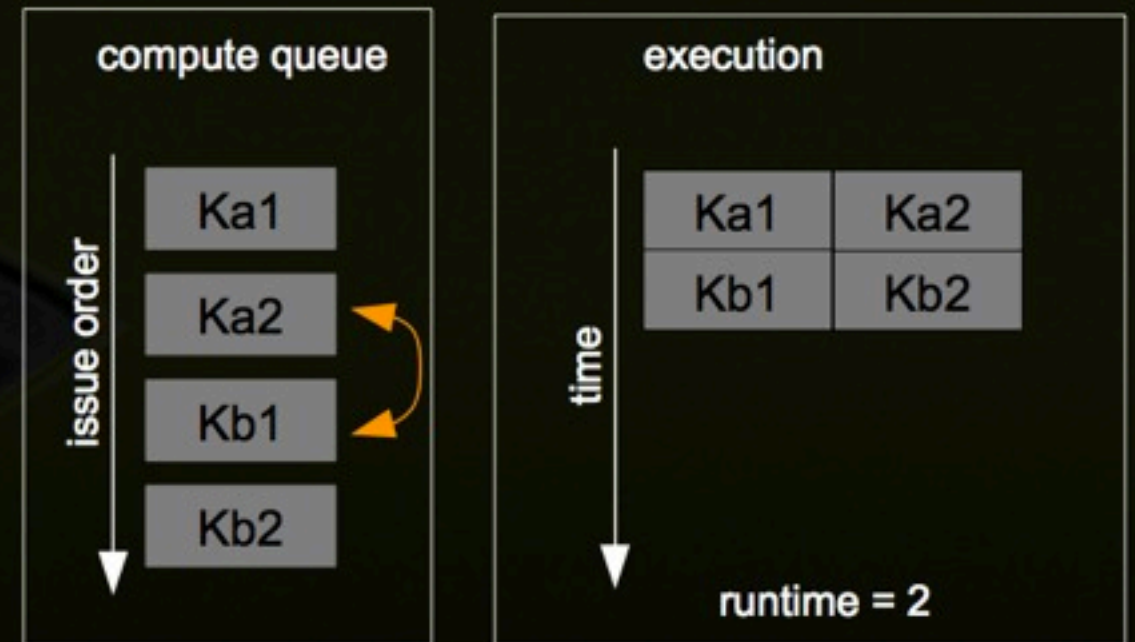 compute queue
issue order
Ka1
Ka2
Kb1
Kb2
execution
time
Ka1 Ka2
Kb1 Kb2
runtime = 2